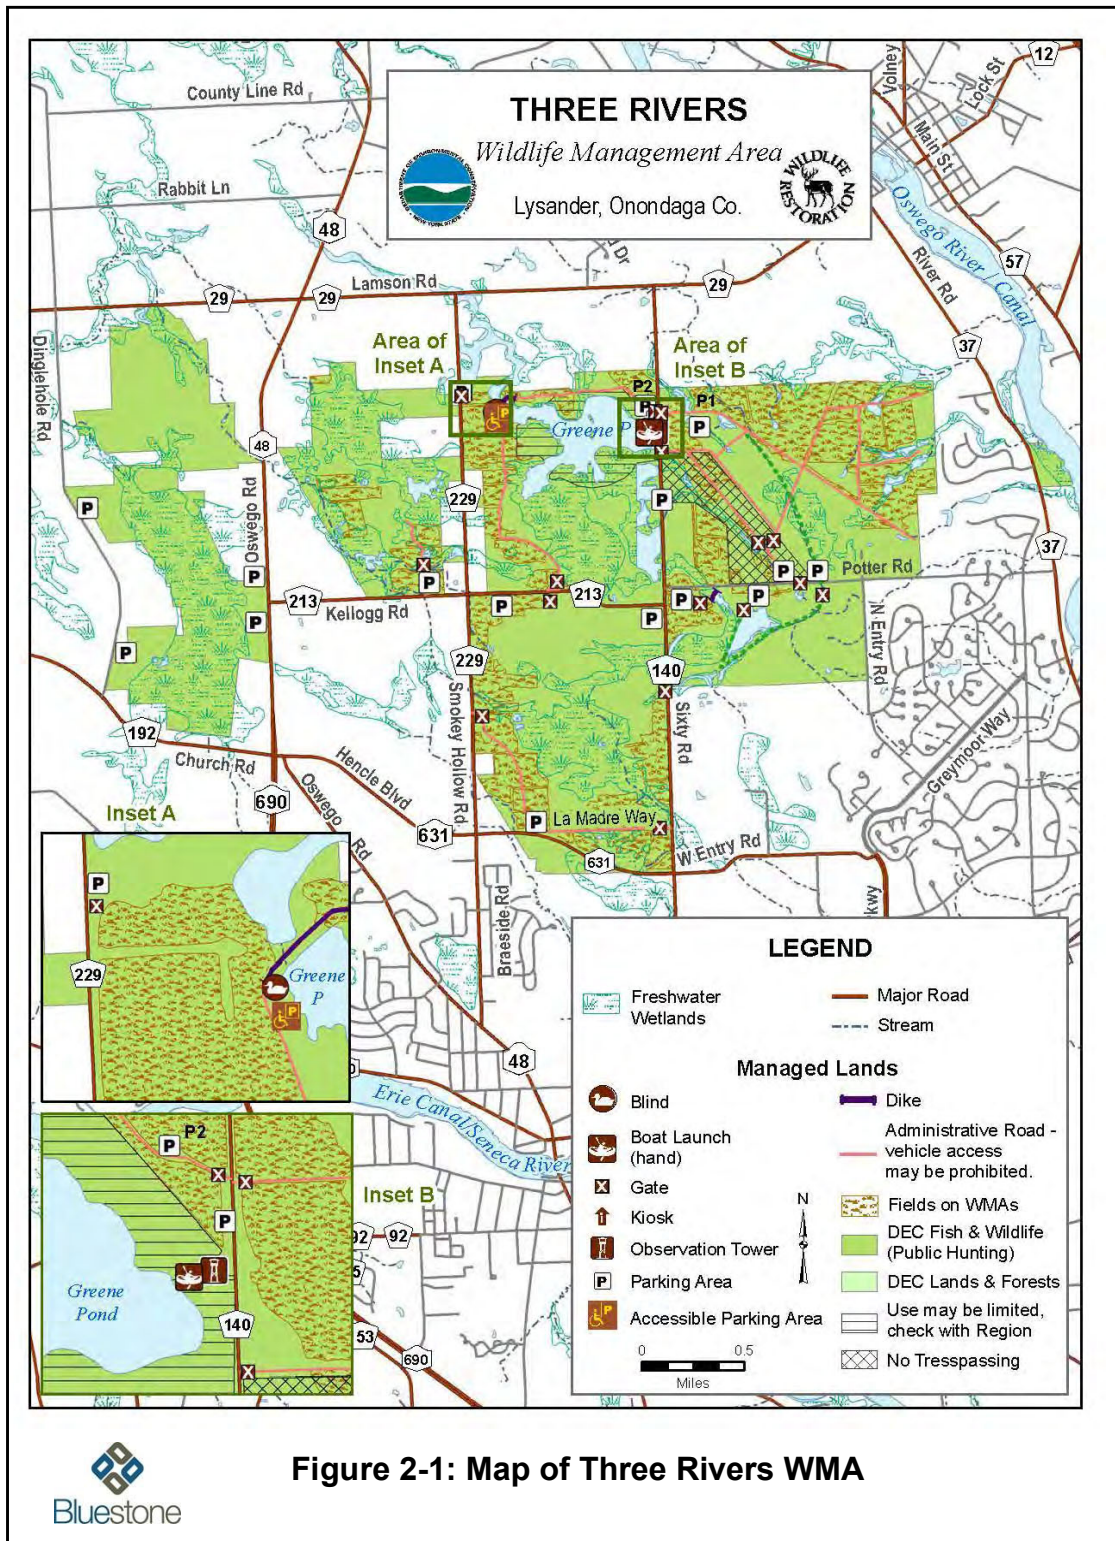 THREE RIVERS
Wildlife Management Area
Lysander, Onondaga Co.
WILDLIFE
RESTORATION
County Line Rd
Rabbit Ln
48
12
Volney
Lock St
Main St
Oswego River Canal
57
River Rd
37
Dr
Lamson Rd
29
29
29
Dinglehole Rd
Area of
Inset A
Area of
Inset B
P2
P1
P
P
P
Greene P
48
Oswego Rd
229
P
P
P
P
P
P
P
Potter Rd
37
213
Kellogg Rd
P
213
P
P
P
P
P
229
140
N Entry Rd
Smokey Hollow Rd
Sixty Rd
192
Church Rd
Hencle Blvd
Oswego Rd
690
631
P
La Madre Way
631
W Entry Rd
Greymoor Way
kwy
Braeside Rd
Inset A
P
229
Greene
P
P
48
Erie Canal/Seneca River
P2
P
P
Greene
Pond
140
Inset B
92
92
5
53
690
LEGEND
Freshwater
Wetlands
Major Road
Stream
Managed Lands
Blind
Boat Launch
(hand)
Gate
Kiosk
Observation Tower
P
Parking Area
P
Accessible Parking Area
N
0 0.5
Miles
Dike
Administrative Road -
vehicle access
may be prohibited.
Fields on WMAs
DEC Fish & Wildlife
(Public Hunting)
DEC Lands & Forests
Use may be limited,
check with Region
No Tresspassing
Bluestone
Figure 2-1: Map of Three Rivers WMA